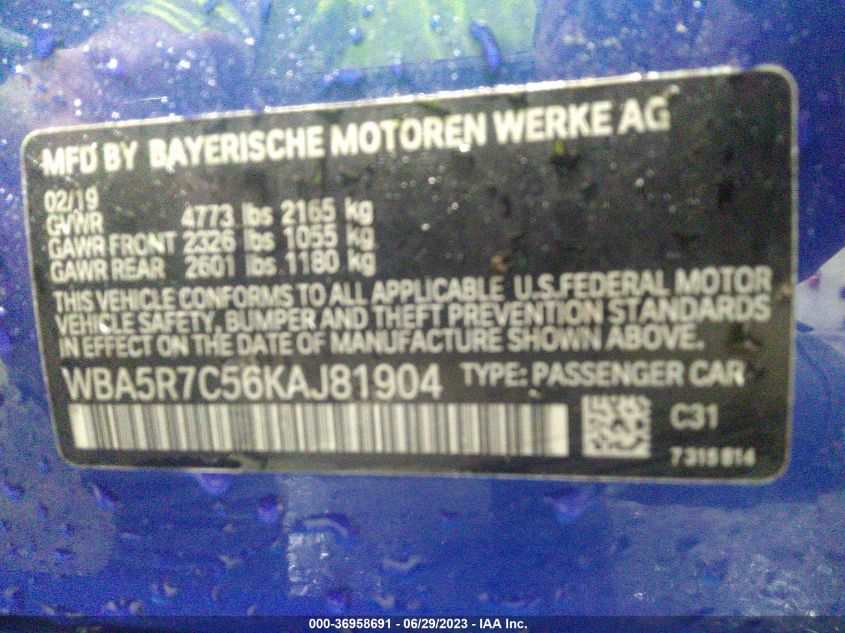 MFD BY BAYERISCHE MOTOREN WERKE AG
02/19
GVWR 4773 lbs 2165 kg
GAWR FRONT 2326 lbs 1055 kg
GAWR REAR 2601 lbs 1180 kg
THIS VEHICLE CONFORMS TO ALL APPLICABLE U.S.FEDERAL MOTOR
VEHICLE SAFETY, BUMPER AND THEFT PREVENTION STANDARDS
IN EFFECT ON THE DATE OF MANUFACTURE SHOWN ABOVE.
WBA5R7C56KAJ81904 TYPE: PASSENGER CAR
C31
000-36958691 - 06/29/2023 - IAA Inc.